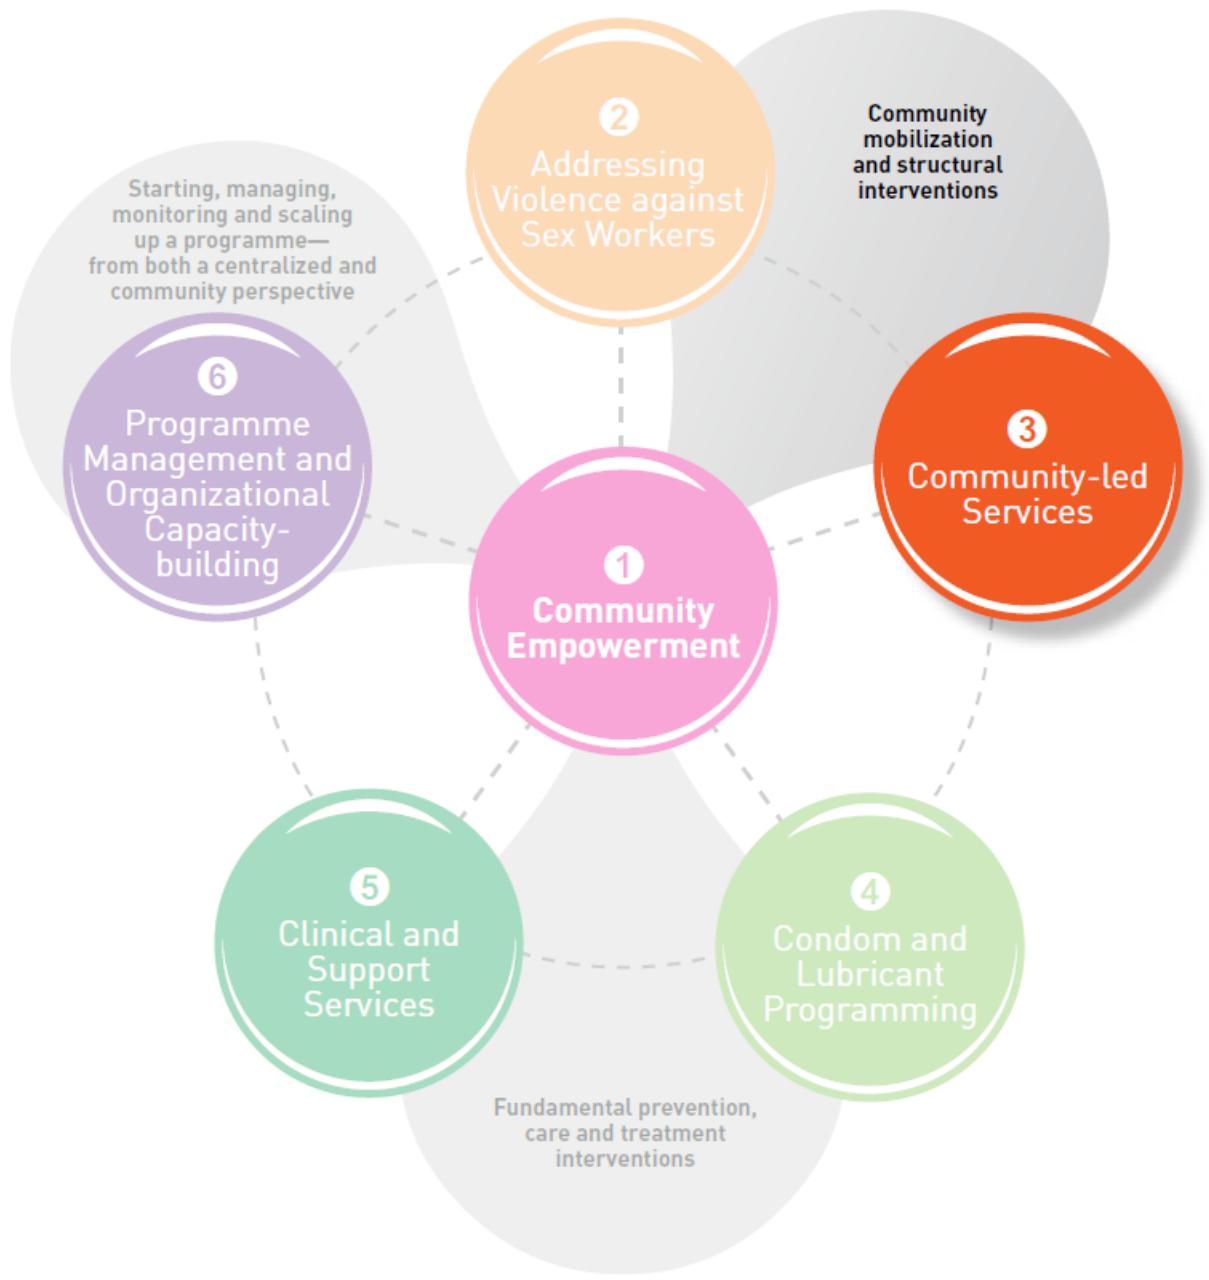 2
Addressing
Violence against
Sex Workers
Community
mobilization
and structural
interventions
Starting, managing,
monitoring and scaling
up a programme—
from both a centralized and
community perspective
6
Programme
Management and
Organizational
Capacity-
building
3
Community-led
Services
1
Community
Empowerment
5
Clinical and
Support
Services
4
Condom and
Lubricant
Programming
Fundamental prevention,
care and treatment
interventions